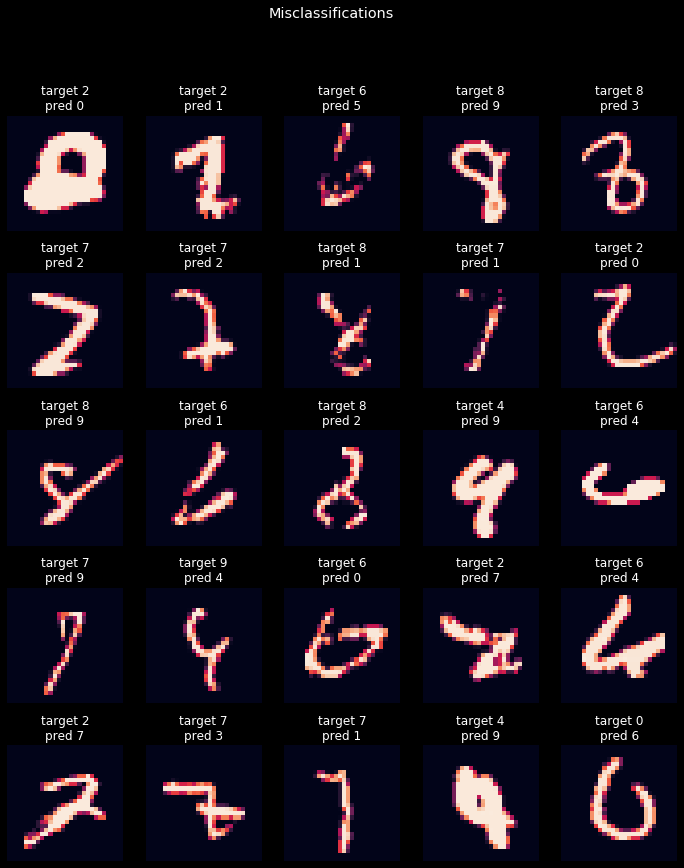 Misclassifications
target 2 target 2 target 6 target 8 target 8
pred 0 pred 1 pred 5 pred 9 pred 3
target 7 target 7 target 8 target 7 target 2
pred 2 pred 2 pred 1 pred 1 pred 0
target 8 target 6 target 8 target 4 target 6
pred 9 pred 1 pred 2 pred 9 pred 4
target 7 target 9 target 6 target 2 target 6
pred 9 pred 4 pred 0 pred 7 pred 4
target 2 target 7 target 7 target 4 target 0
pred 7 pred 3 pred 1 pred 9 pred 6